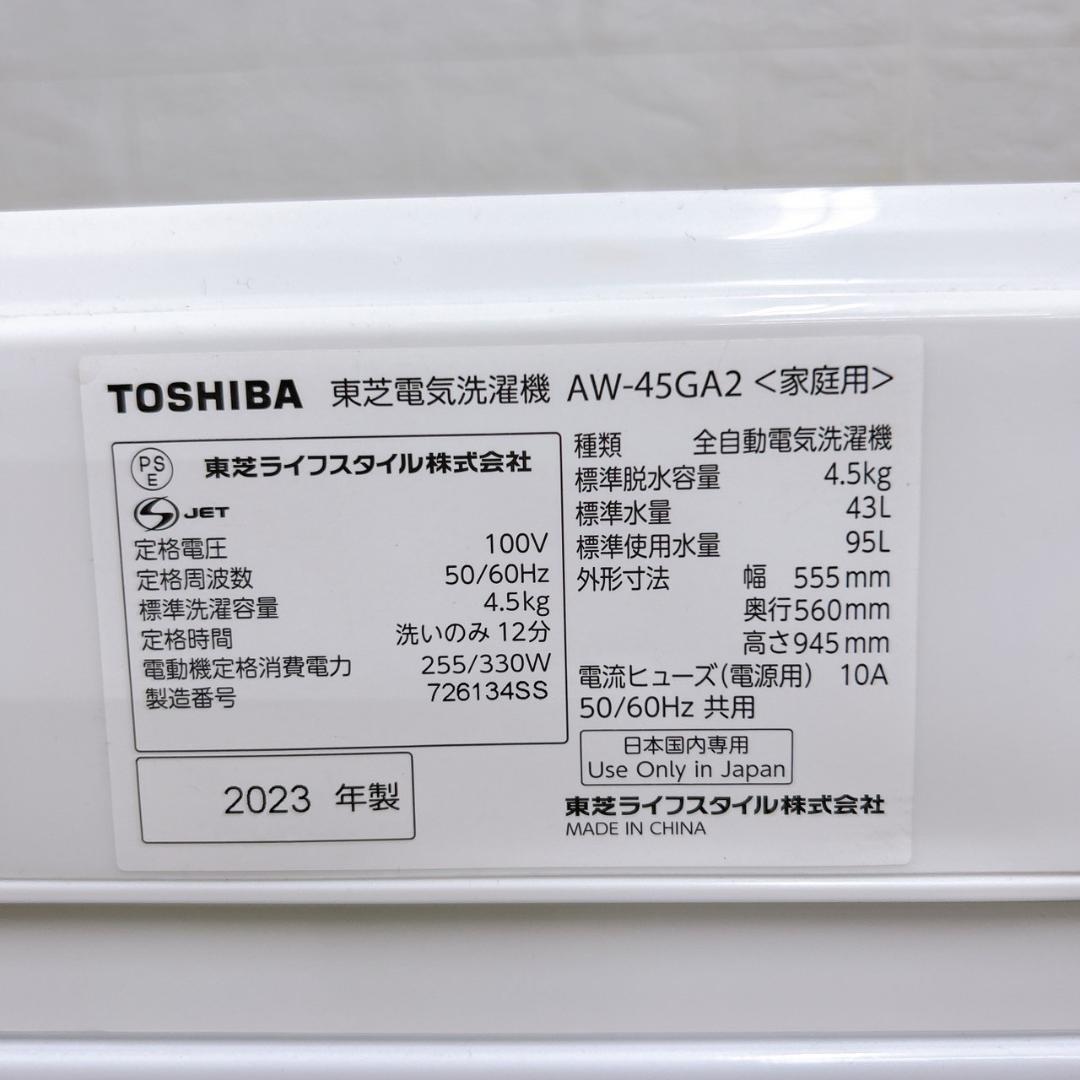 TOSHIBA 東芝電気洗濯機 AW-45GA2 <家庭用>
PSE 東芝ライフスタイル株式会社
S JET
定格電圧 100V
定格周波数 50/60Hz
標準洗濯容量 4.5kg
定格時間 洗いのみ 12分
電動機定格消費電力 255/330W
製造番号 726134SS
2023 年製
種類 全自動電気洗濯機
標準脱水容量 4.5kg
標準水量 43L
標準使用水量 95L
外形寸法 幅 555mm
奥行560mm
高さ945mm
電流ヒューズ(電源用) 10A
50/60Hz 共用
日本国内専用
Use Only in Japan
東芝ライフスタイル株式会社
MADE IN CHINA